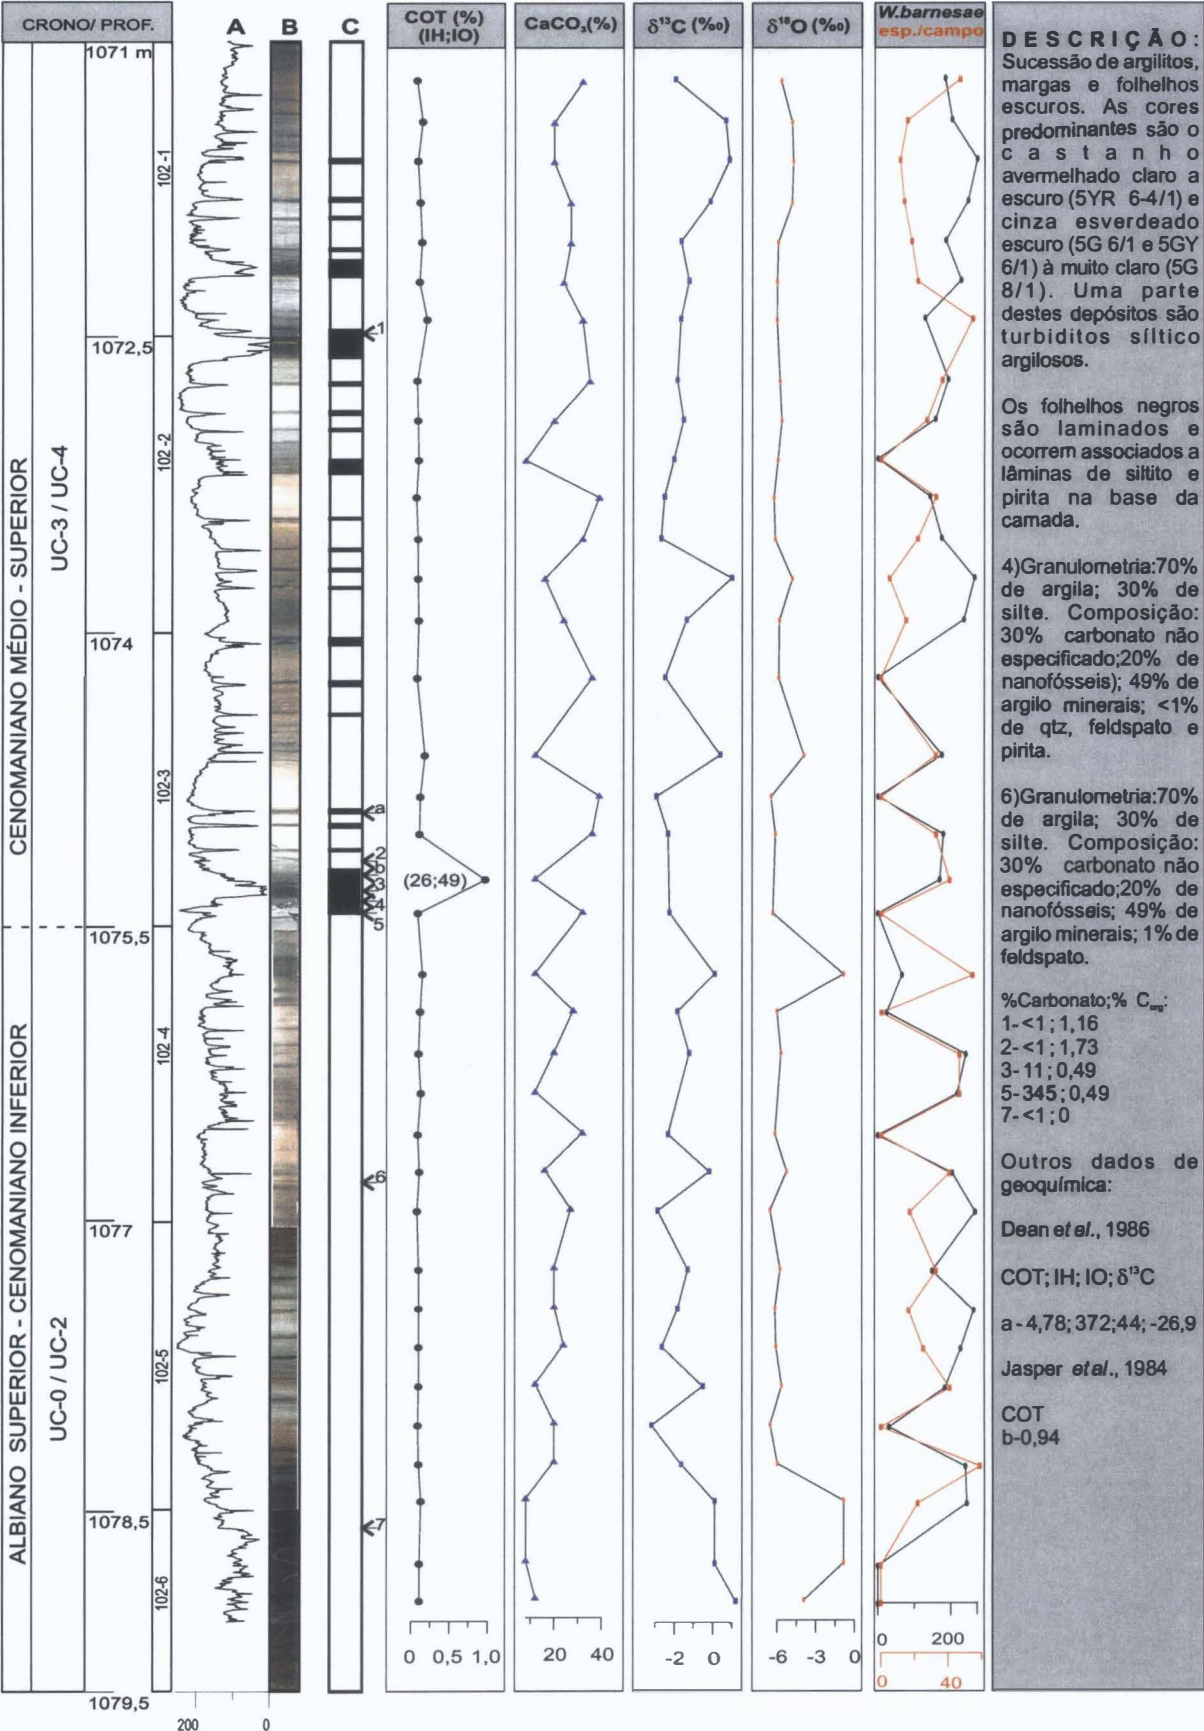 CRONO/ PROF.
A
B
C
COT (%)
(IH;IO)
CaCO₃(%)
δ¹³C (‰)
δ¹⁸O (‰)
W.barnesae
esp./campo
1071 m
1072,5
1074
1075,5
1077
1078,5
1079,5
CENOMANIANO MÉDIO - SUPERIOR
UC-3 / UC-4
ALBIANO SUPERIOR - CENOMANIANO INFERIOR
UC-0 / UC-2
102-1
102-2
102-3
102-4
102-5
102-6
1
a
2
b
3
4
5
6
7
(26;49)
200 0
0 0,5 1,0
20 40
-2 0
-6 -3 0
0 200
0 40
DESCRIÇÃO:
Sucessão de argilitos,
margas e folhelhos
escuros. As cores
predominantes são o
castanho
avermelhado claro a
escuro (5YR 6-4/1) e
cinza esverdeado
escuro (5G 6/1 e 5GY
6/1) à muito claro (5G
8/1). Uma parte
destes depósitos são
turbiditos síltico
argilosos.
Os folhelhos negros
são laminados e
ocorrem associados a
lâminas de siltito e
pirita na base da
camada.
4)Granulometria:70%
de argila; 30% de
silte. Composição:
30% carbonato não
especificado;20% de
nanofósseis); 49% de
argilo minerais; <1%
de qtz, feldspato e
pirita.
6)Granulometria:70%
de argila; 30% de
silte. Composição:
30% carbonato não
especificado;20% de
nanofósseis; 49% de
argilo minerais; 1% de
feldspato.
%Carbonato;% Corg:
1-<1; 1,16
2-<1; 1,73
3-11; 0,49
5-345; 0,49
7-<1; 0
Outros dados de
geoquímica:
Dean et al., 1986
COT; IH; IO; δ¹³C
a-4,78; 372;44; -26,9
Jasper et al., 1984
COT
b-0,94